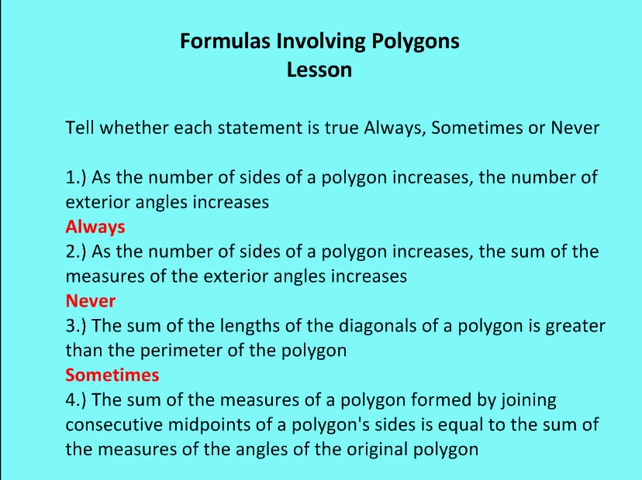 Formulas Involving Polygons
Lesson
Tell whether each statement is true Always, Sometimes or Never
1.) As the number of sides of a polygon increases, the number of
exterior angles increases
Always
2.) As the number of sides of a polygon increases, the sum of the
measures of the exterior angles increases
Never
3.) The sum of the lengths of the diagonals of a polygon is greater
than the perimeter of the polygon
Sometimes
4.) The sum of the measures of a polygon formed by joining
consecutive midpoints of a polygon's sides is equal to the sum of
the measures of the angles of the original polygon